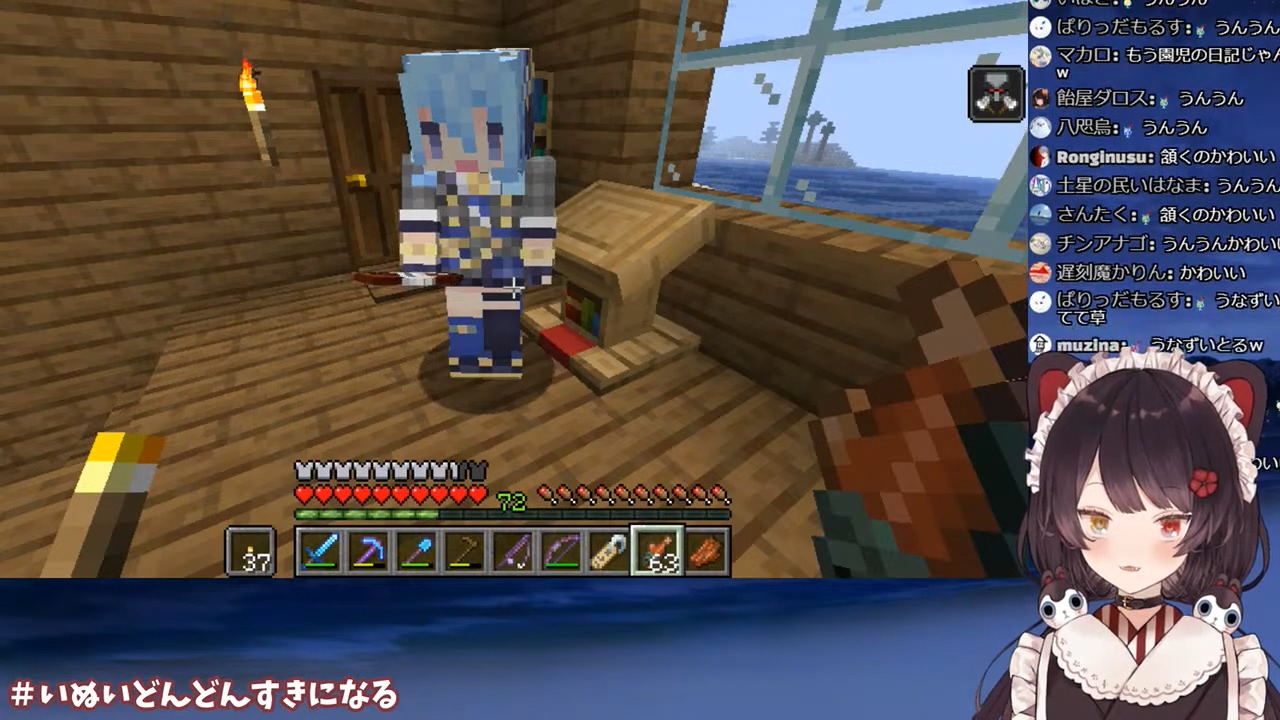 ぱりっだもるす: うんうん
マカロ: もう園児の日記じゃん
w
飴屋ダロス: うんうん
八咫烏: うんうん
Ronginusu: 頷くのかわいい
土星の民いはなま: うんうん
さんたく: 頷くのかわいい
チンアナゴ: うんうんかわいい
遅刻魔かりん: かわいい
ぱりっだもるす: うなずい
てて草
muzina: うなずいとるw
72
37
63
#いぬいどんどんすきになる